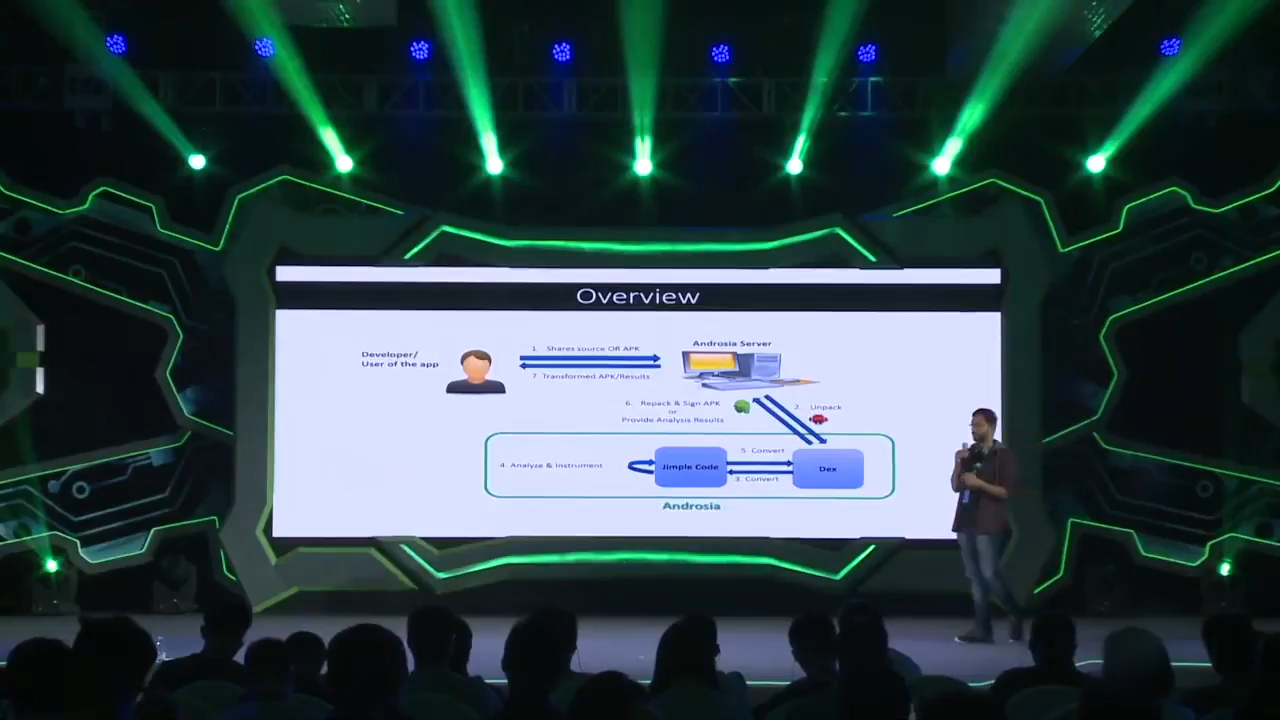 Overview
Developer/
User of the app
1. Shares source OR APK
7. Transformed APK/Results
Androsia Server
6. Repack & Sign APK
or
Provide Analysis Results
2. Unpack
4. Analyze & Instrument
Jimple Code
5. Convert
3. Convert
Dex
Androsia